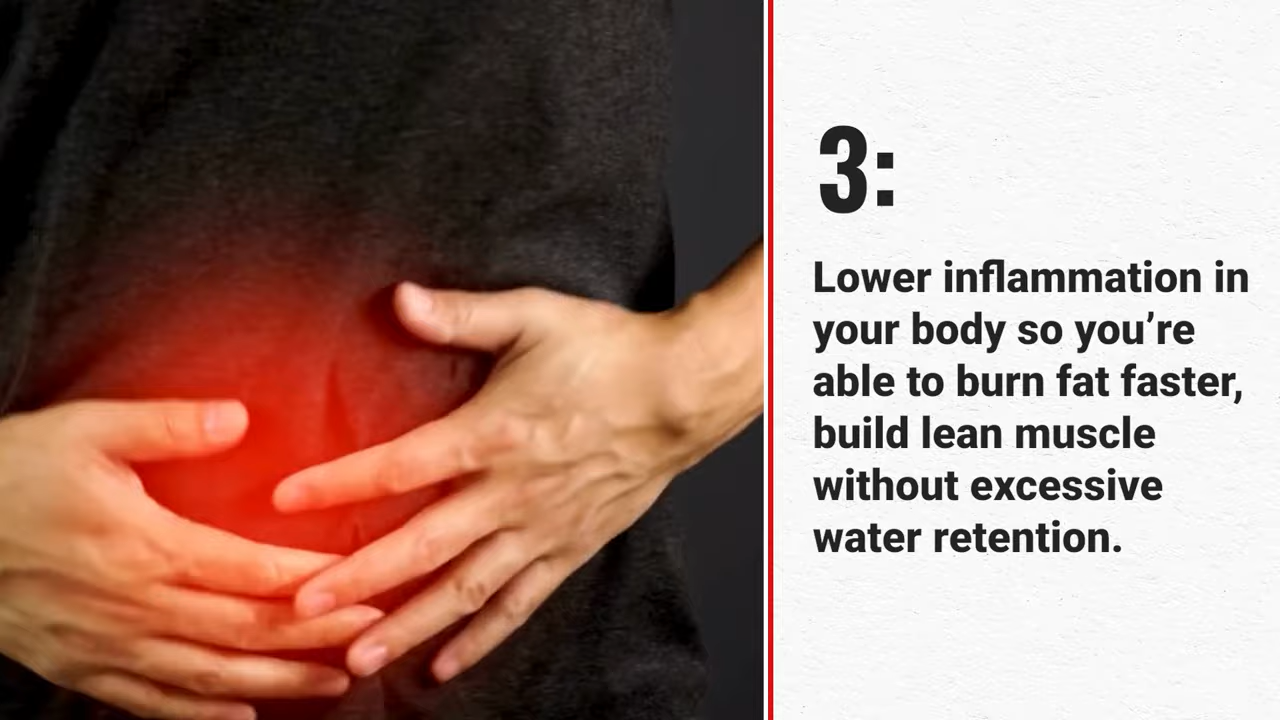 3:
Lower inflammation in
your body so you’re
able to burn fat faster,
build lean muscle
without excessive
water retention.